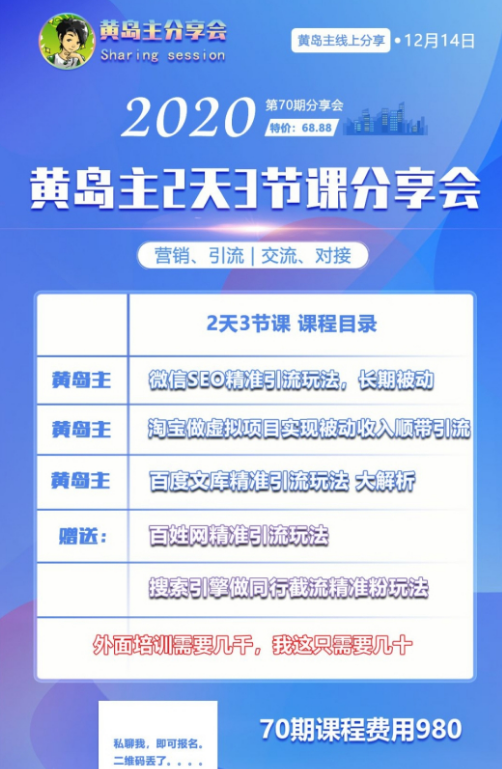 黄岛主分享会
Sharing session
黄岛主线上分享 •12月14日
2020
第70期分享会
特价：68.88
黄岛主2天3节课分享会
营销、引流 | 交流、对接
2天3节课 课程目录
黄岛主 微信SEO精准引流玩法，长期被动
黄岛主 淘宝做虚拟项目实现被动收入顺带引流
黄岛主 百度文库精准引流玩法 大解析
赠送： 百姓网精准引流玩法
搜索引擎做同行截流精准粉玩法
外面培训需要几千，我这只需要几十
70期课程费用980
私聊我，即可报名。
二维码丢了。。。。